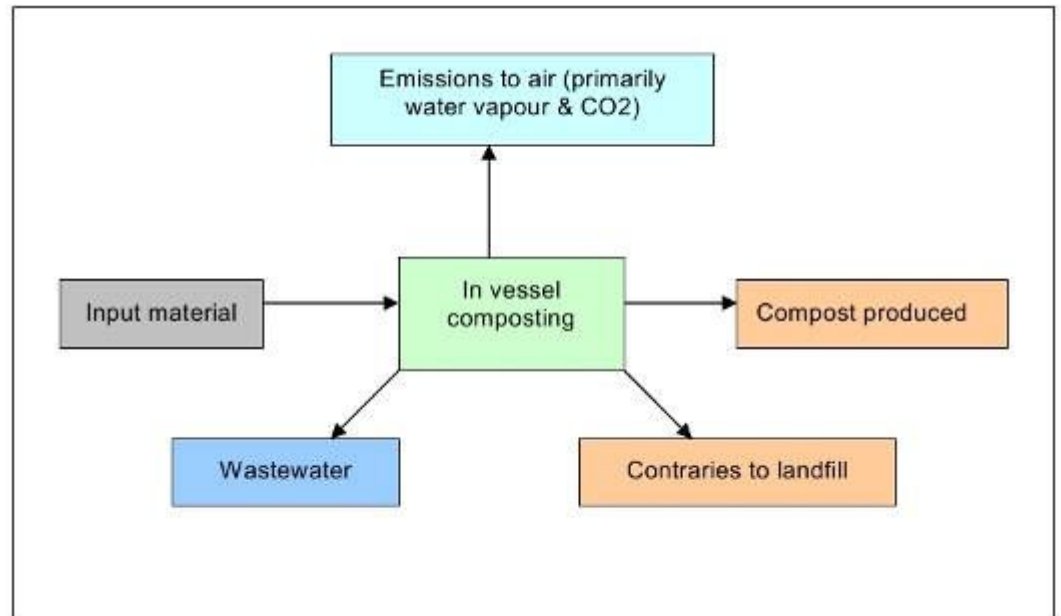 Emissions to air (primarily
water vapour & CO2)
In vessel
composting
Input material
Compost produced
Wastewater
Contraries to landfill